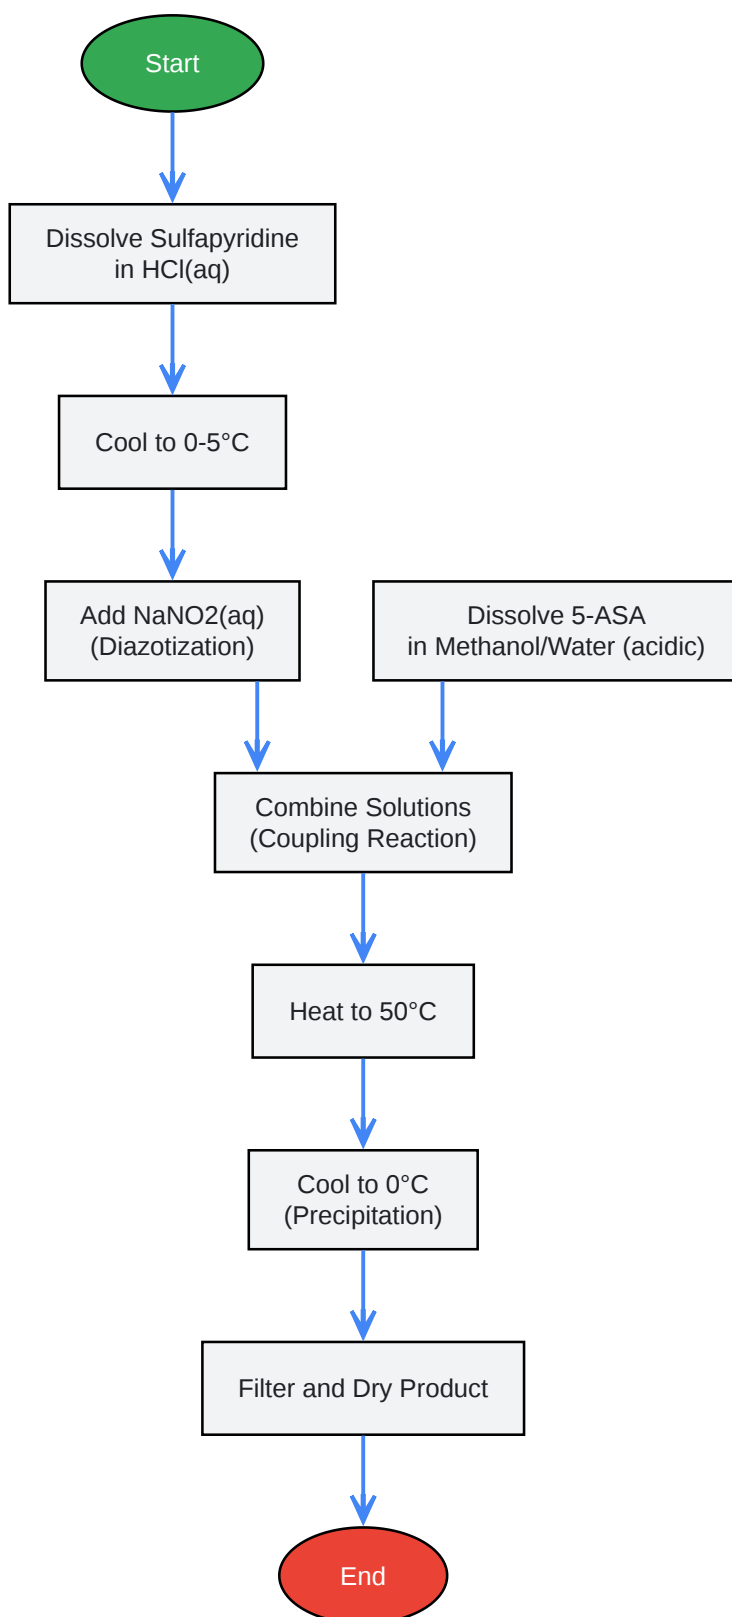 Start
Dissolve Sulfapyridine
in HCl(aq)
Cool to 0-5°C
Add NaNO2(aq)
(Diazotization)
Dissolve 5-ASA
in Methanol/Water (acidic)
Combine Solutions
(Coupling Reaction)
Heat to 50°C
Cool to 0°C
(Precipitation)
Filter and Dry Product
End